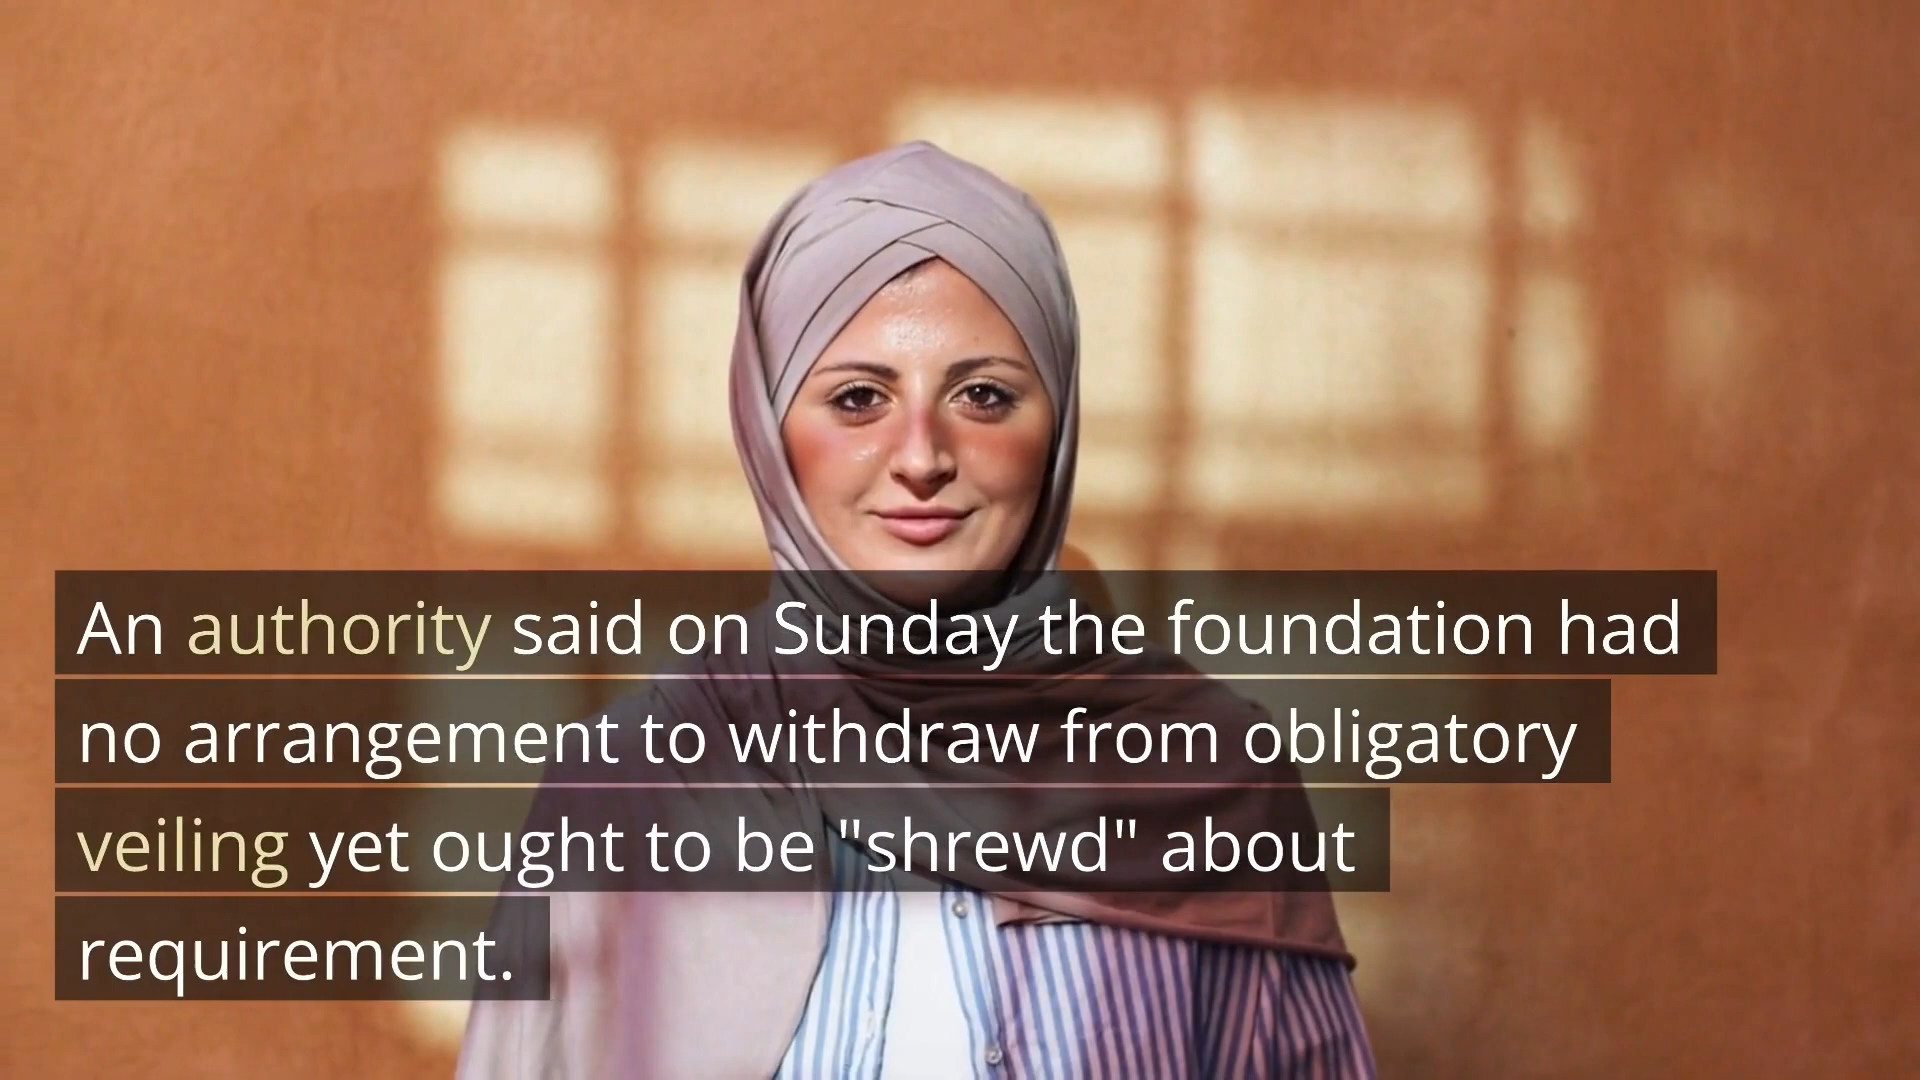 An authority said on Sunday the foundation had
no arrangement to withdraw from obligatory
veiling yet ought to be "shrewd" about
requirement.